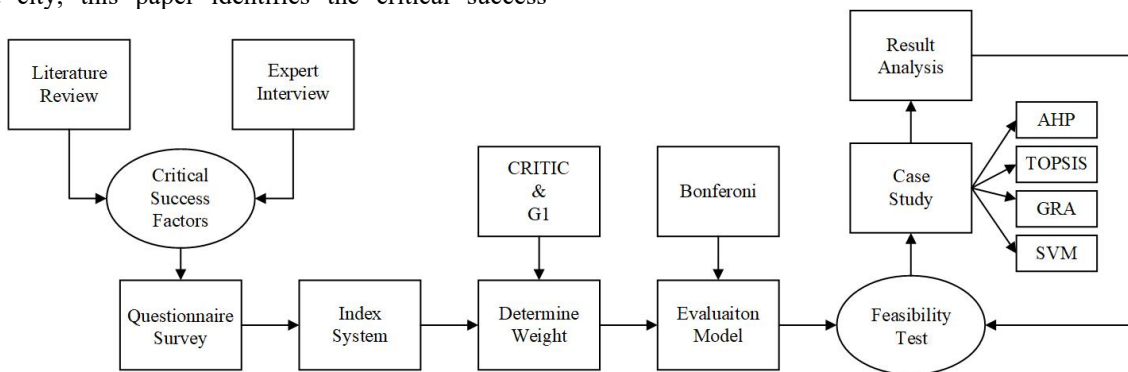 city, this paper identifies the critical success
Literature
Review
Expert
Interview
Critical
Success
Factors
Questionnaire
Survey
Index
System
CRITIC
&
G1
Determine
Weight
Bonferoni
Evaluaiton
Model
Result
Analysis
Case
Study
AHP
TOPSIS
GRA
SVM
Feasibility
Test